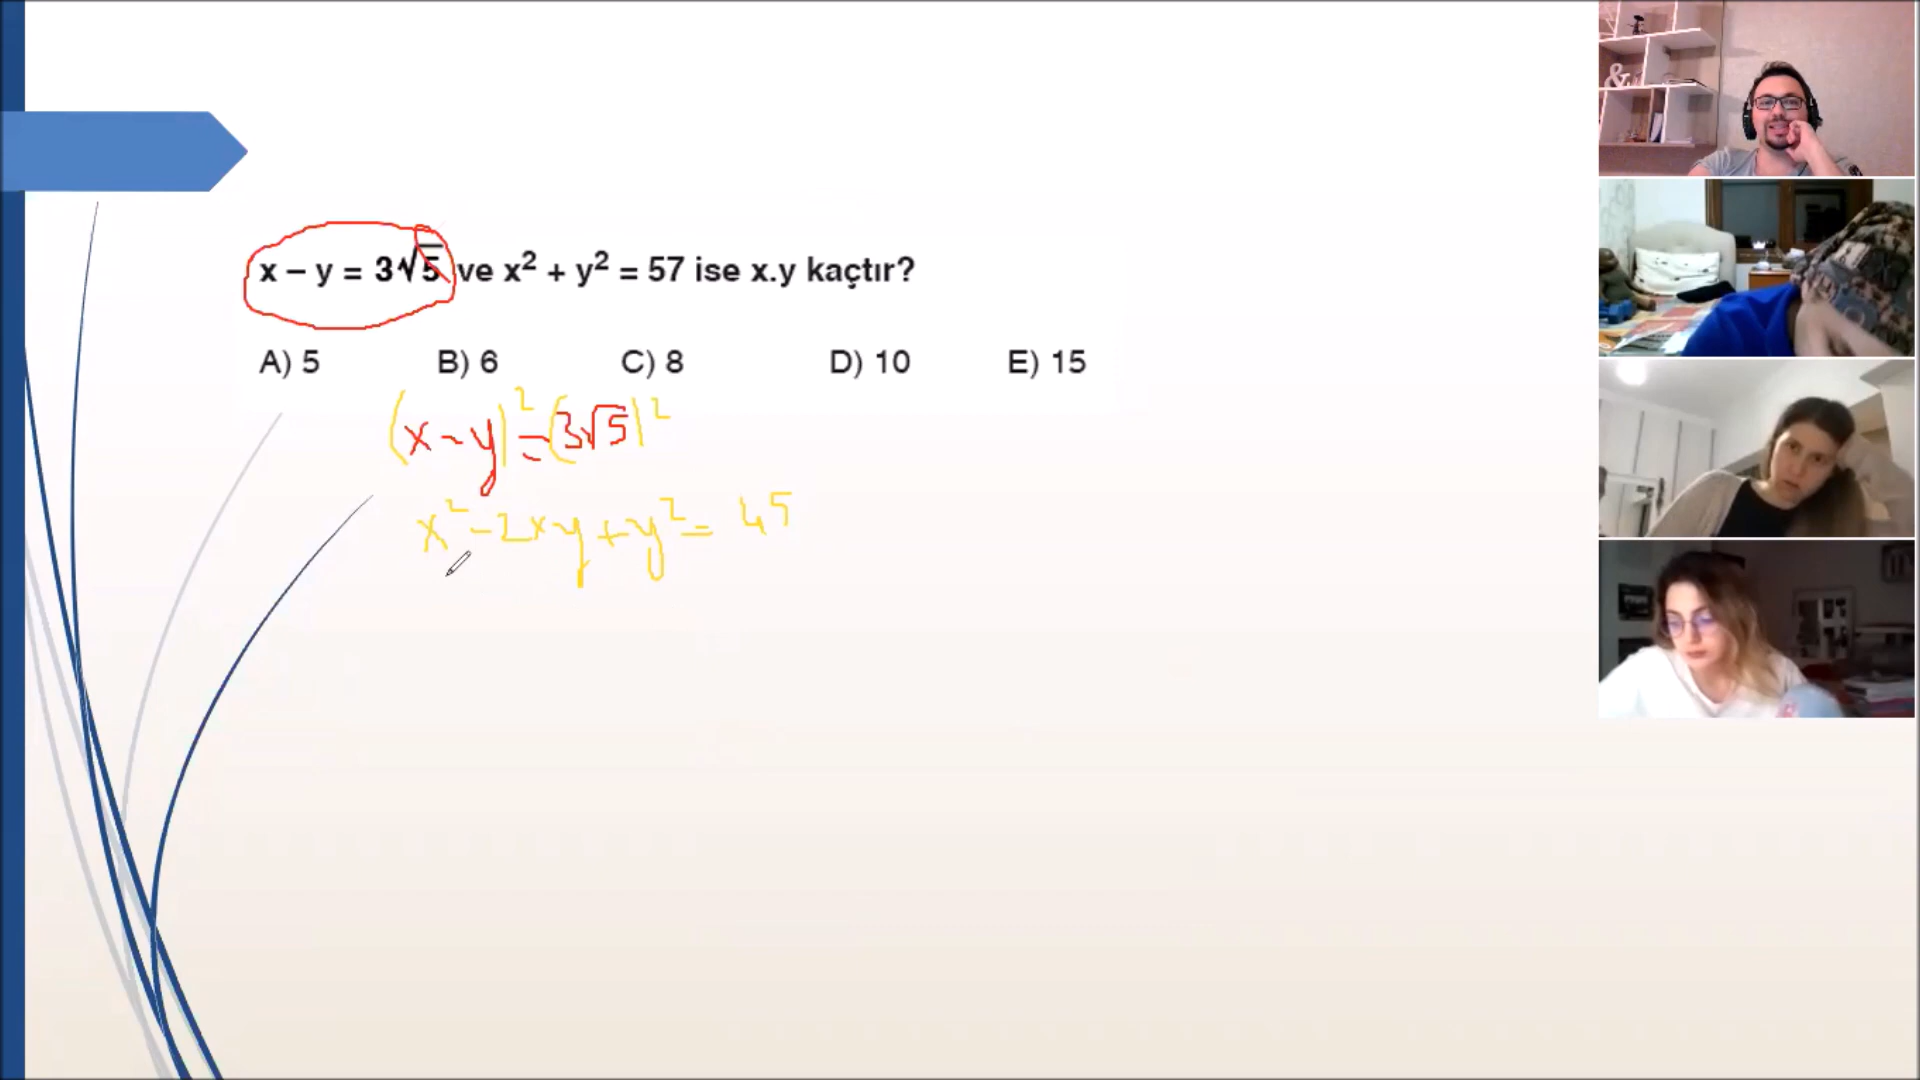 x – y = 3√5 ve x² + y² = 57 ise x.y kaçtır?
A) 5 B) 6 C) 8 D) 10 E) 15
(x - y)² = (3√5)²
x² - 2xy + y² = 45
&